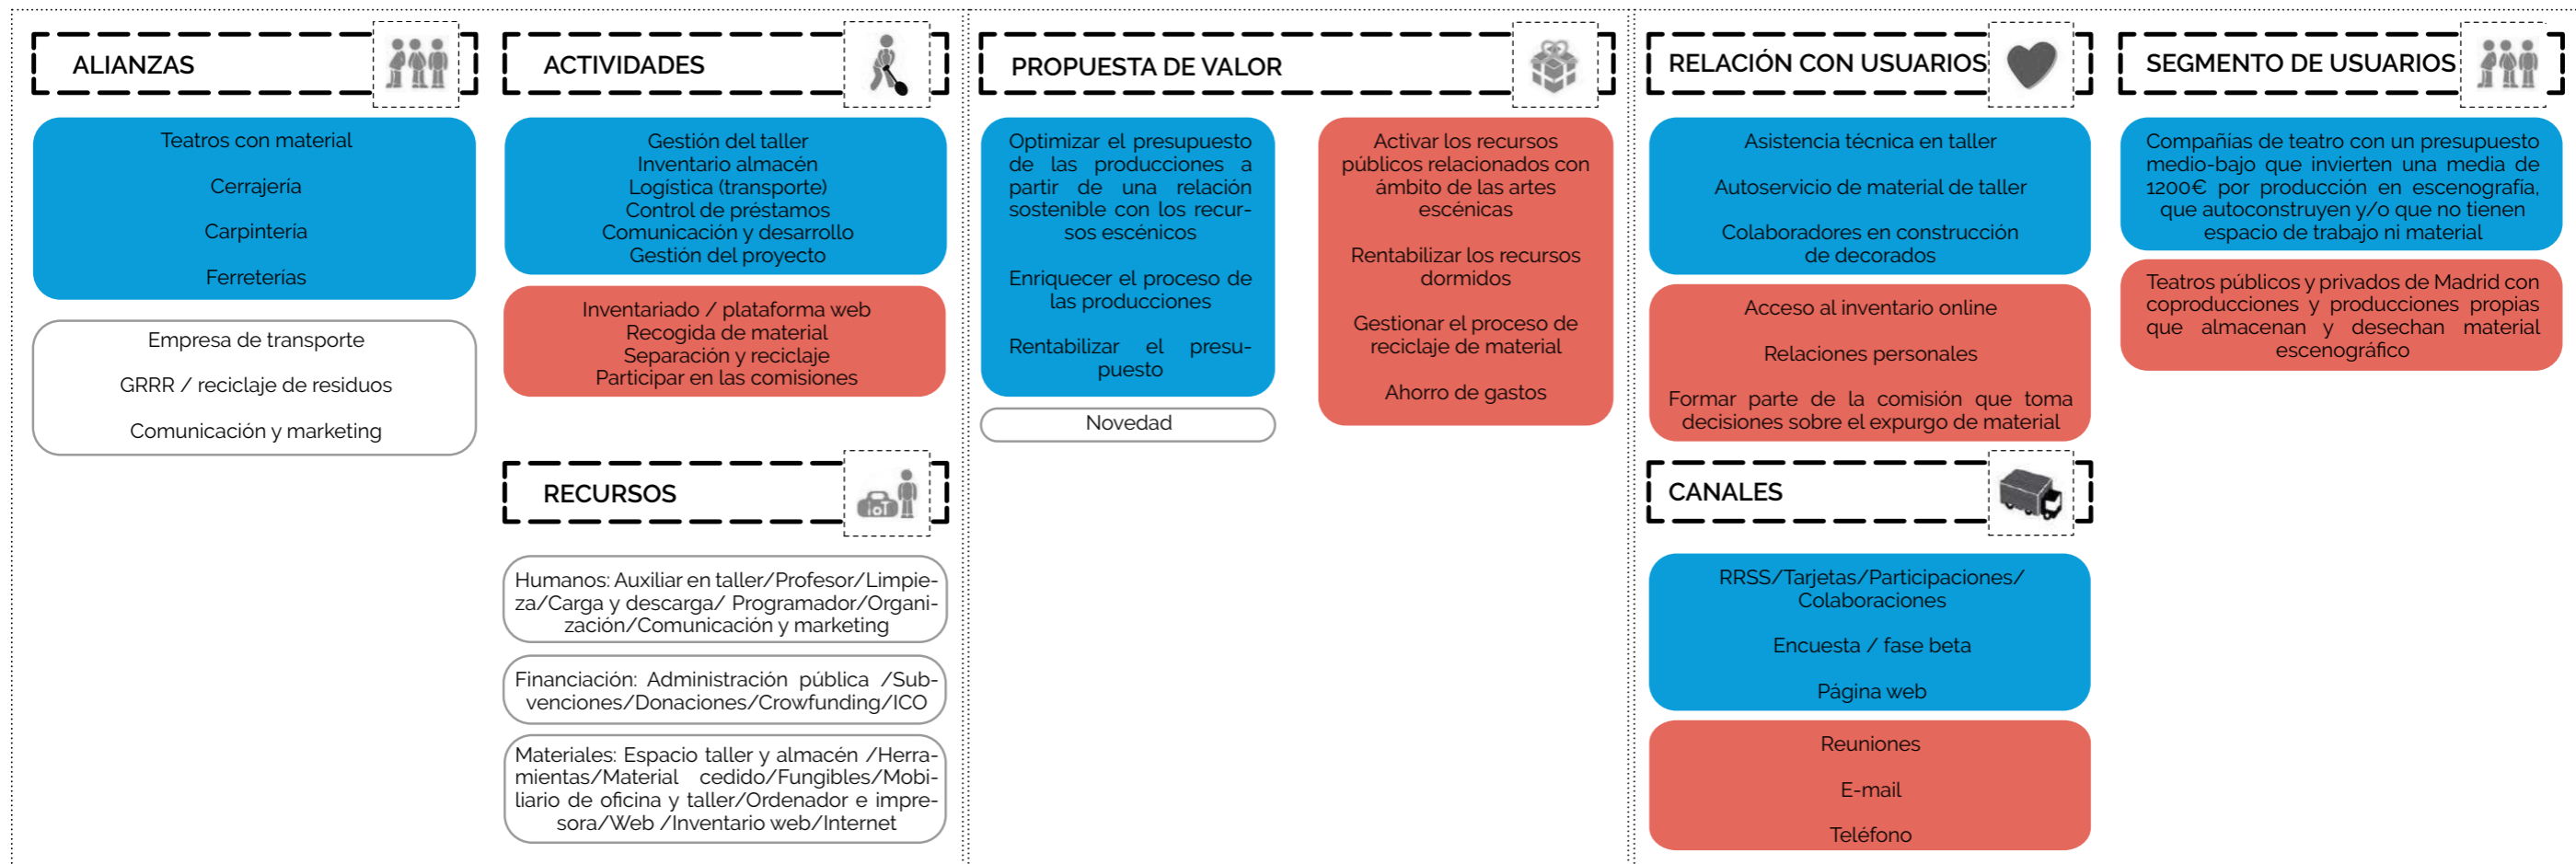 ALIANZAS
Teatros con material
Cerrajería
Carpintería
Ferreterías
Empresa de transporte
GRRR / reciclaje de residuos
Comunicación y marketing
ACTIVIDADES
Gestión del taller
Inventario almacén
Logística (transporte)
Control de préstamos
Comunicación y desarrollo
Gestión del proyecto
Inventariado / plataforma web
Recogida de material
Separación y reciclaje
Participar en las comisiones
RECURSOS
Humanos: Auxiliar en taller/Profesor/Limpie-
za/Carga y descarga/ Programador/Organi-
zación/Comunicación y marketing
Financiación: Administración pública /Sub-
venciones/Donaciones/Crowfunding/ICO
Materiales: Espacio taller y almacén /Herra-
mientas/Material cedido/Fungibles/Mobi-
liario de oficina y taller/Ordenador e impre-
sora/Web /Inventario web/Internet
PROPUESTA DE VALOR
Optimizar el presupuesto
de las producciones a
partir de una relación
sostenible con los recur-
sos escénicos
Enriquecer el proceso de
las producciones
Rentabilizar el presu-
puesto
Novedad
Activar los recursos
públicos relacionados con
ámbito de las artes
escénicas
Rentabilizar los recursos
dormidos
Gestionar el proceso de
reciclaje de material
Ahorro de gastos
RELACIÓN CON USUARIOS
Asistencia técnica en taller
Autoservicio de material de taller
Colaboradores en construcción
de decorados
Acceso al inventario online
Relaciones personales
Formar parte de la comisión que toma
decisiones sobre el expurgo de material
CANALES
RRSS/Tarjetas/Participaciones/
Colaboraciones
Encuesta / fase beta
Página web
Reuniones
E-mail
Teléfono
SEGMENTO DE USUARIOS
Compañías de teatro con un presupuesto
medio-bajo que invierten una media de
1200€ por producción en escenografía,
que autoconstruyen y/o que no tienen
espacio de trabajo ni material
Teatros públicos y privados de Madrid con
coproducciones y producciones propias
que almacenan y desechan material
escenográfico